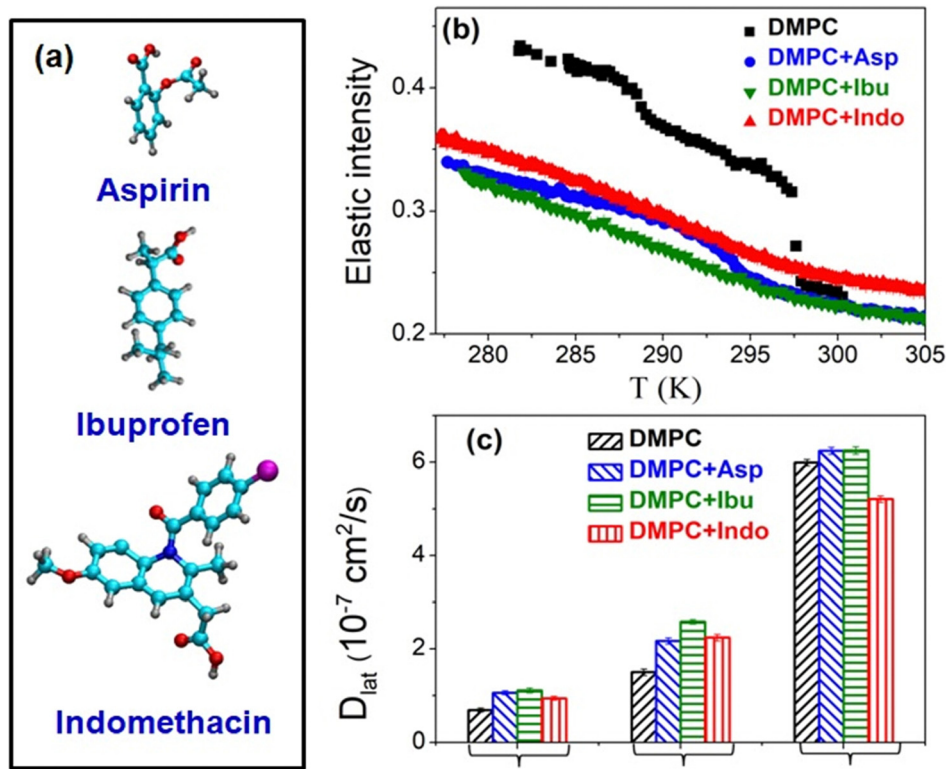 (a)
Aspirin
Ibuprofen
Indomethacin
(b)
DMPC
DMPC+Asp
DMPC+Ibu
DMPC+Indo
Elastic intensity
0.4
0.3
0.2
280 285 290 295 300 305
T (K)
(c)
DMPC
DMPC+Asp
DMPC+Ibu
DMPC+Indo
D_lat (10^-7 cm^2/s)
6
4
2
0